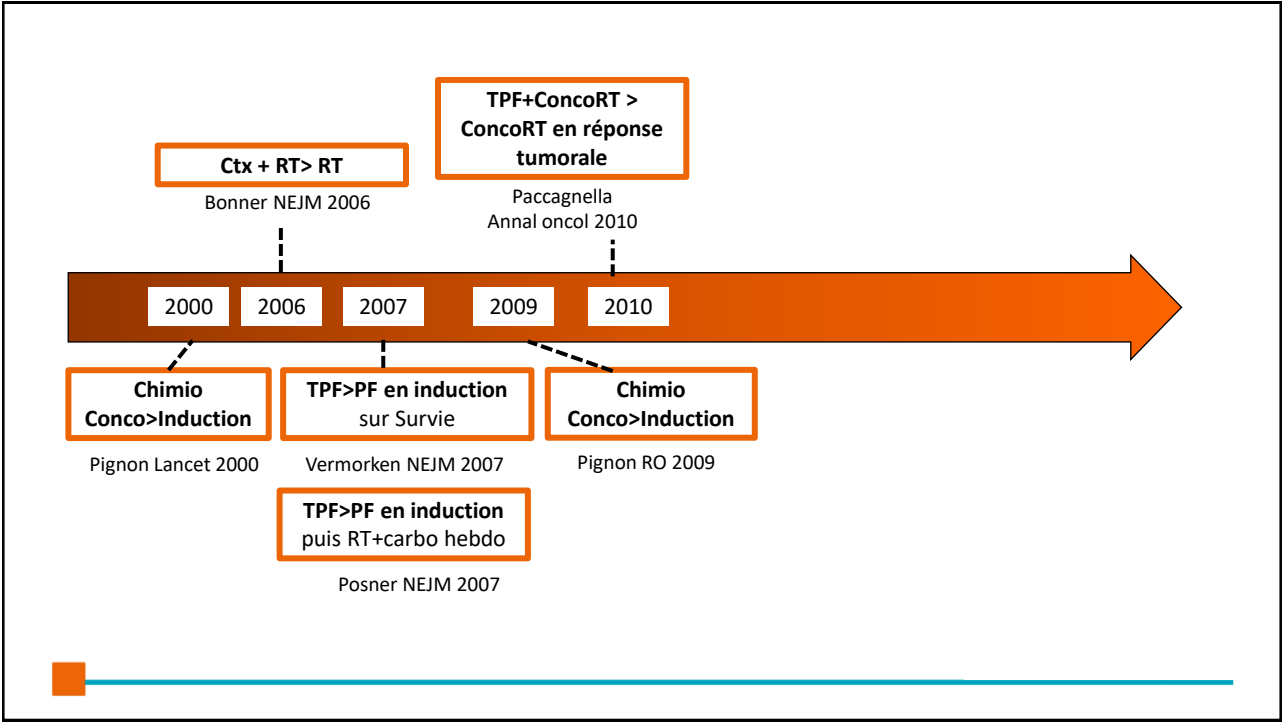 TPF+ConcoRT >
ConcoRT en réponse
tumorale
Paccagnella
Annal oncol 2010
Ctx + RT> RT
Bonner NEJM 2006
2000
2006
2007
2009
2010
Chimio
Conco>Induction
Pignon Lancet 2000
TPF>PF en induction
sur Survie
Vermorken NEJM 2007
TPF>PF en induction
puis RT+carbo hebdo
Posner NEJM 2007
Chimio
Conco>Induction
Pignon RO 2009